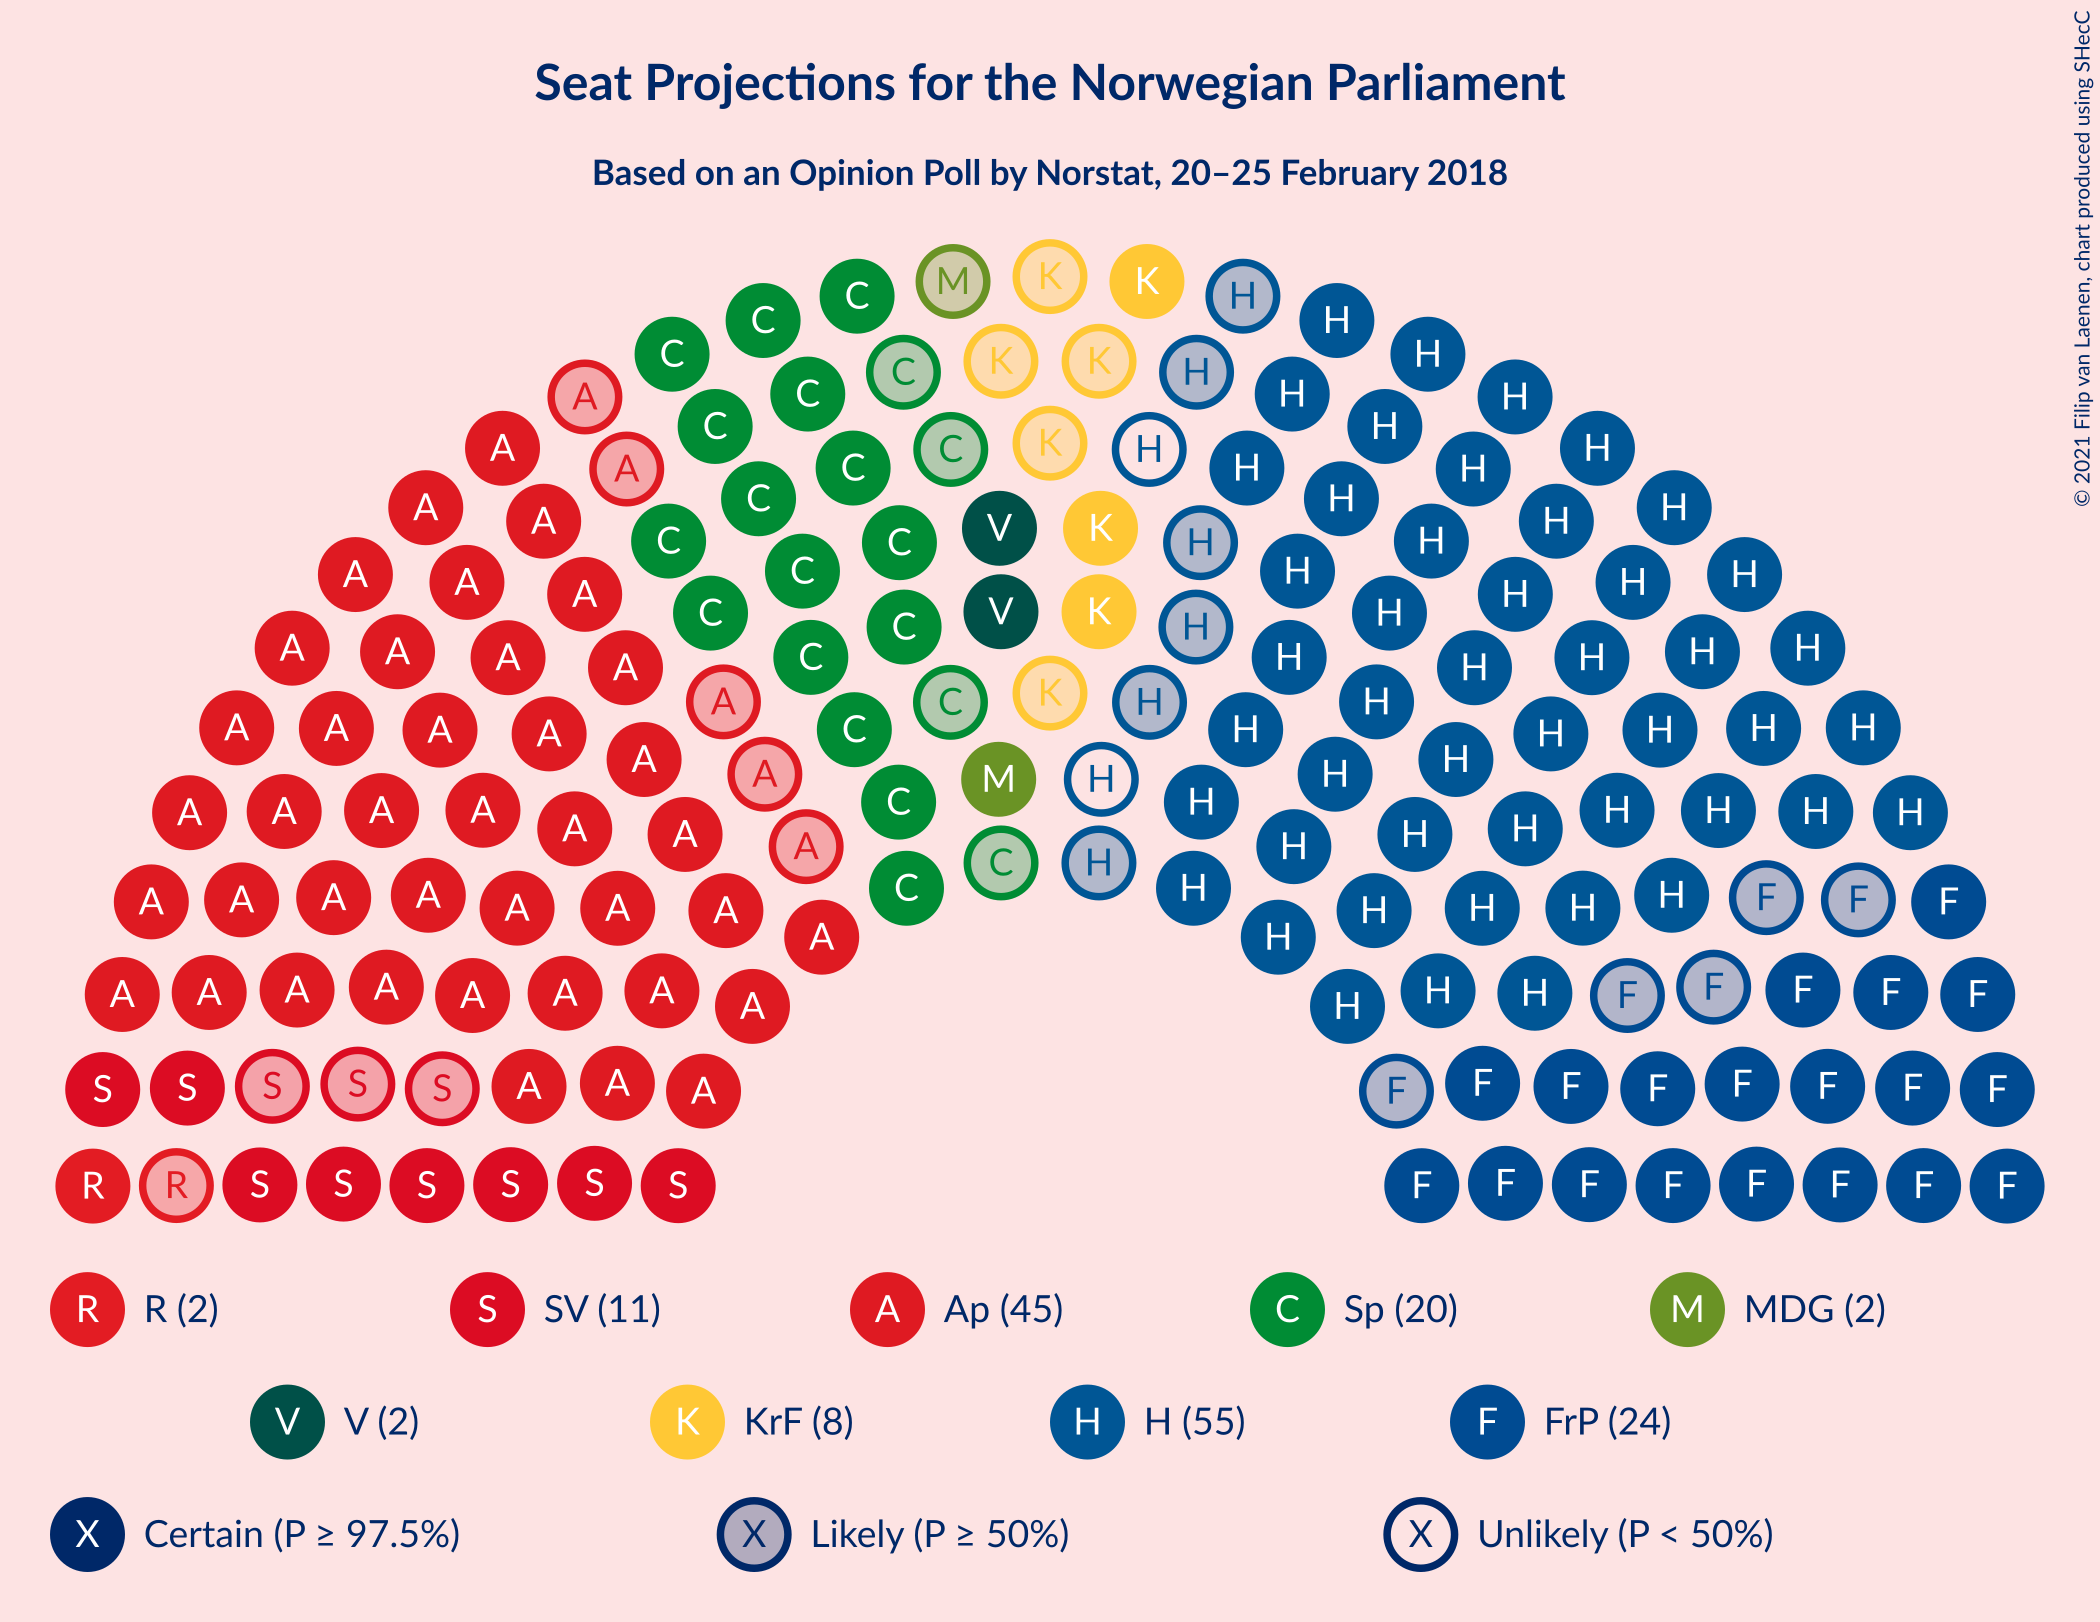 Seat Projections for the Norwegian Parliament
Based on an Opinion Poll by Norstat, 20–25 February 2018
© 2021 Filip van Laenen, chart produced using SHecC
C M K K H
C H
C C K K H H
A C H
C C K H H
A A C H H
C V K H
A A C H H H
C C H H
A A A C V K H H H
C C H H
A A A A C K H H H H
A C H H
A A A A A M H H H H H
A C H H
A A A A A A H H H H H H
A C H
A A A A C H H H F F F
A A A A A H H H
A H
A A A A A A A A H H H F F F F F
S S S S S A A A F F F F F F F F
R R S S S S S S F F F F F F F F
R R (2) S SV (11) A Ap (45) C Sp (20) M MDG (2)
V V (2) K KrF (8) H H (55) F FrP (24)
X Certain (P ≥ 97.5%) X Likely (P ≥ 50%) X Unlikely (P < 50%)